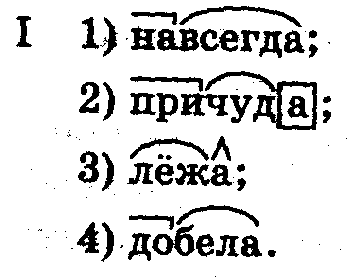 I 1) навсегда;
2) причуда;
3) лёжа;
4) добела.